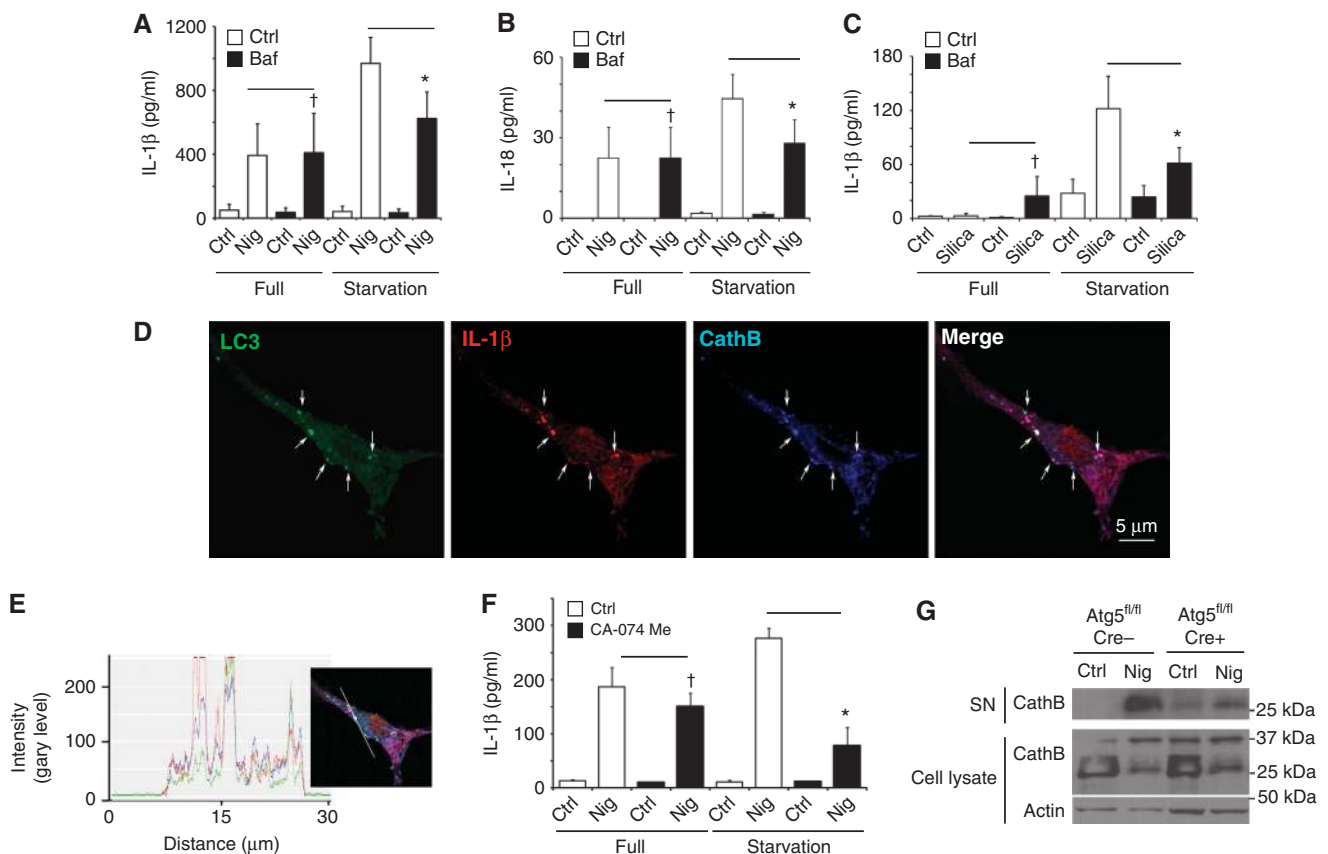 A
IL-1β (pg/ml)
1200
800
400
0
Ctrl
Baf
†
*
Ctrl Nig Ctrl Nig Ctrl Nig Ctrl Nig
Full Starvation
B
IL-18 (pg/ml)
60
30
0
Ctrl
Baf
†
*
Ctrl Nig Ctrl Nig Ctrl Nig Ctrl Nig
Full Starvation
C
IL-1β (pg/ml)
180
120
60
30
0
Ctrl
Baf
†
*
Ctrl Silica Ctrl Silica Ctrl Silica Ctrl Silica
Full Starvation
D
LC3
IL-1β
CathB
Merge
5 μm
E
Intensity
(gary level)
200
100
0
0 15 30
Distance (μm)
F
IL-1β (pg/ml)
300
200
100
0
Ctrl
CA-074 Me
†
*
Ctrl Nig Ctrl Nig Ctrl Nig Ctrl Nig
Full Starvation
G
Atg5fl/fl Atg5fl/fl
Cre– Cre+
Ctrl Nig Ctrl Nig
SN CathB
25 kDa
37 kDa
Cell lysate CathB
25 kDa
50 kDa
Actin